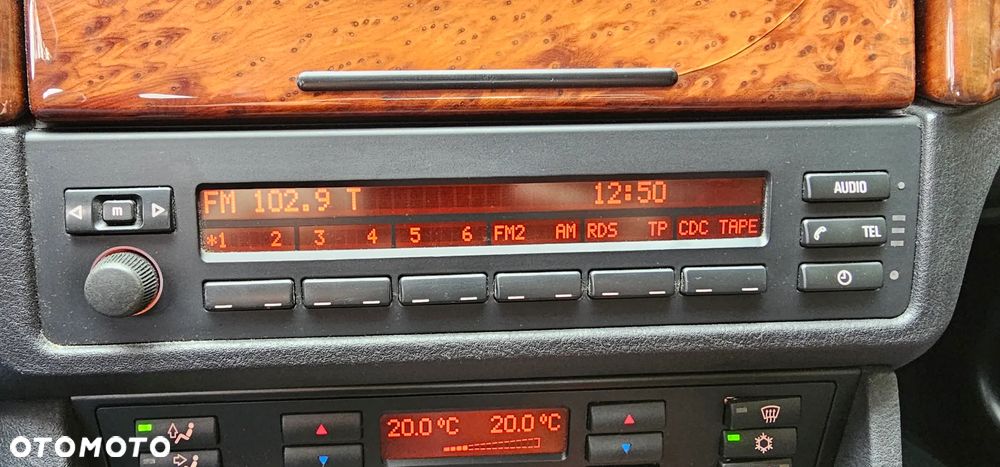 FM 102.9 T 12:50
*1 2 3 4 5 6 FM2 AM RDS TP CDC TAPE
m
AUDIO
TEL
20.0°C 20.0°C
OTOMOTO